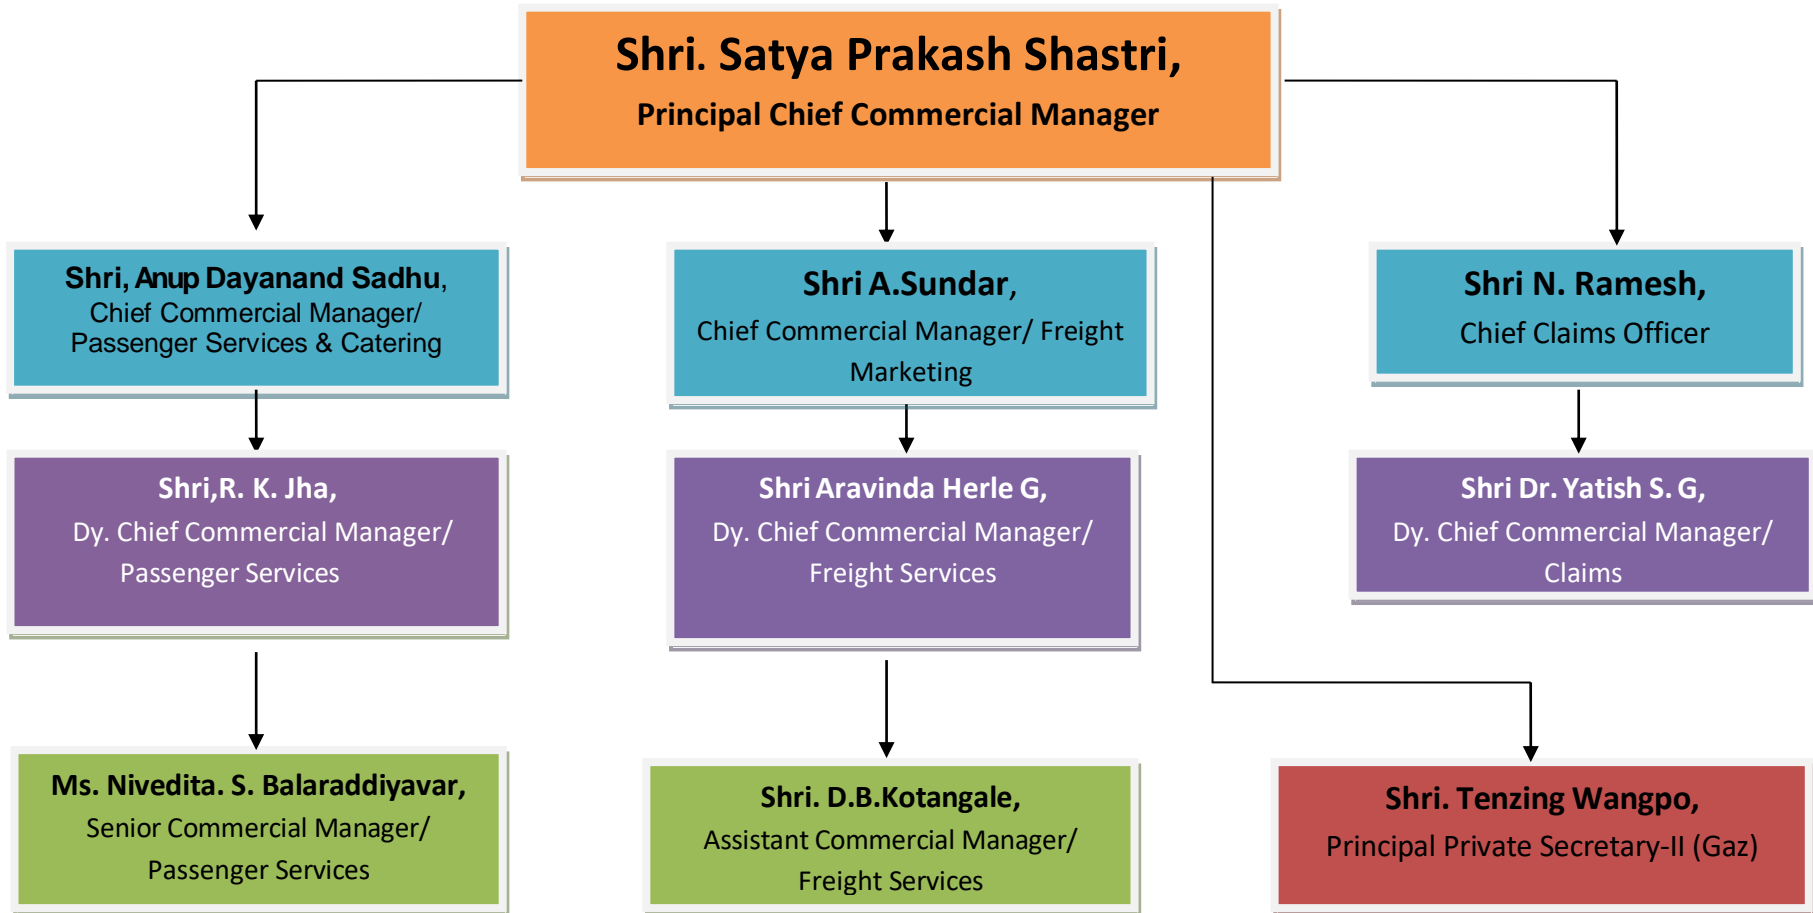 Shri. Satya Prakash Shastri,
Principal Chief Commercial Manager
Shri, Anup Dayanand Sadhu,
Chief Commercial Manager/
Passenger Services & Catering
Shri A.Sundar,
Chief Commercial Manager/ Freight
Marketing
Shri N. Ramesh,
Chief Claims Officer
Shri,R. K. Jha,
Dy. Chief Commercial Manager/
Passenger Services
Shri Aravinda Herle G,
Dy. Chief Commercial Manager/
Freight Services
Shri Dr. Yatish S. G,
Dy. Chief Commercial Manager/
Claims
Ms. Nivedita. S. Balaraddiyavar,
Senior Commercial Manager/
Passenger Services
Shri. D.B.Kotangale,
Assistant Commercial Manager/
Freight Services
Shri. Tenzing Wangpo,
Principal Private Secretary-II (Gaz)